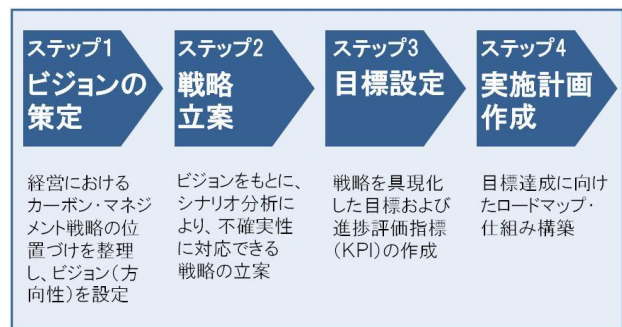 ステップ1
ビジョンの
策定
経営における
カーボン・マネジ
メント戦略の位
置づけを整理
し、ビジョン(方
向性)を設定
ステップ2
戦略
立案
ビジョンをもとに、
シナリオ分析に
より、不確実性
に対応できる
戦略の立案
ステップ3
目標設定
戦略を具現化
した目標および
進捗評価指標
(KPI)の作成
ステップ4
実施計画
作成
目標達成に向け
たロードマップ・
仕組み構築